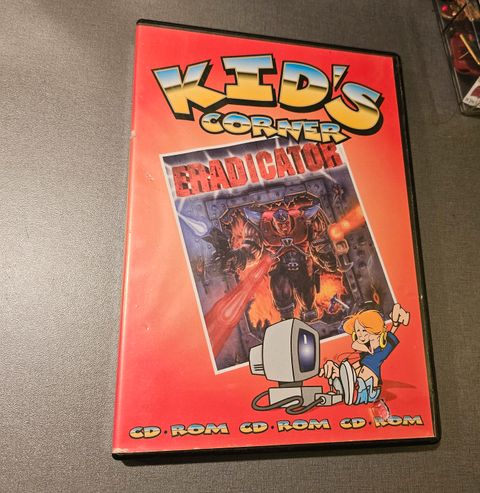 KID'S
CORNER
ERADICATOR
CD·ROM CD·ROM CD·ROM